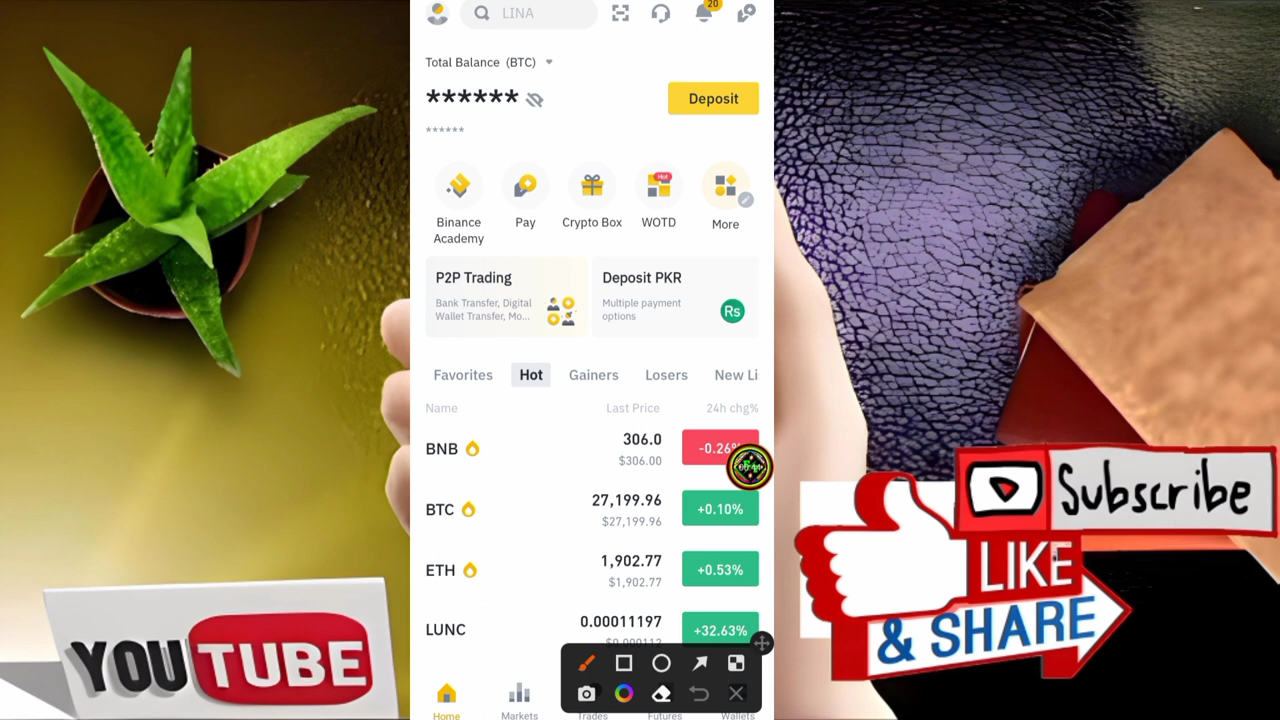 LINA
20
Total Balance (BTC)
******
Deposit
******
Hot
Binance Academy
Pay
Crypto Box
WOTD
More
P2P Trading
Bank Transfer, Digital
Wallet Transfer, Mo...
Deposit PKR
Multiple payment
options
Rs
Favorites Hot Gainers Losers New Li
Name Last Price 24h chg%
BNB 306.0 -0.26%
$306.00
BTC 27,199.96 +0.10%
$27,199.96
ETH 1,902.77 +0.53%
$1,902.77
LUNC 0.00011197 +32.63%
$0.000112
Home Markets Trades Futures Wallets
YOUTUBE
Subscribe
LIKE
& SHARE